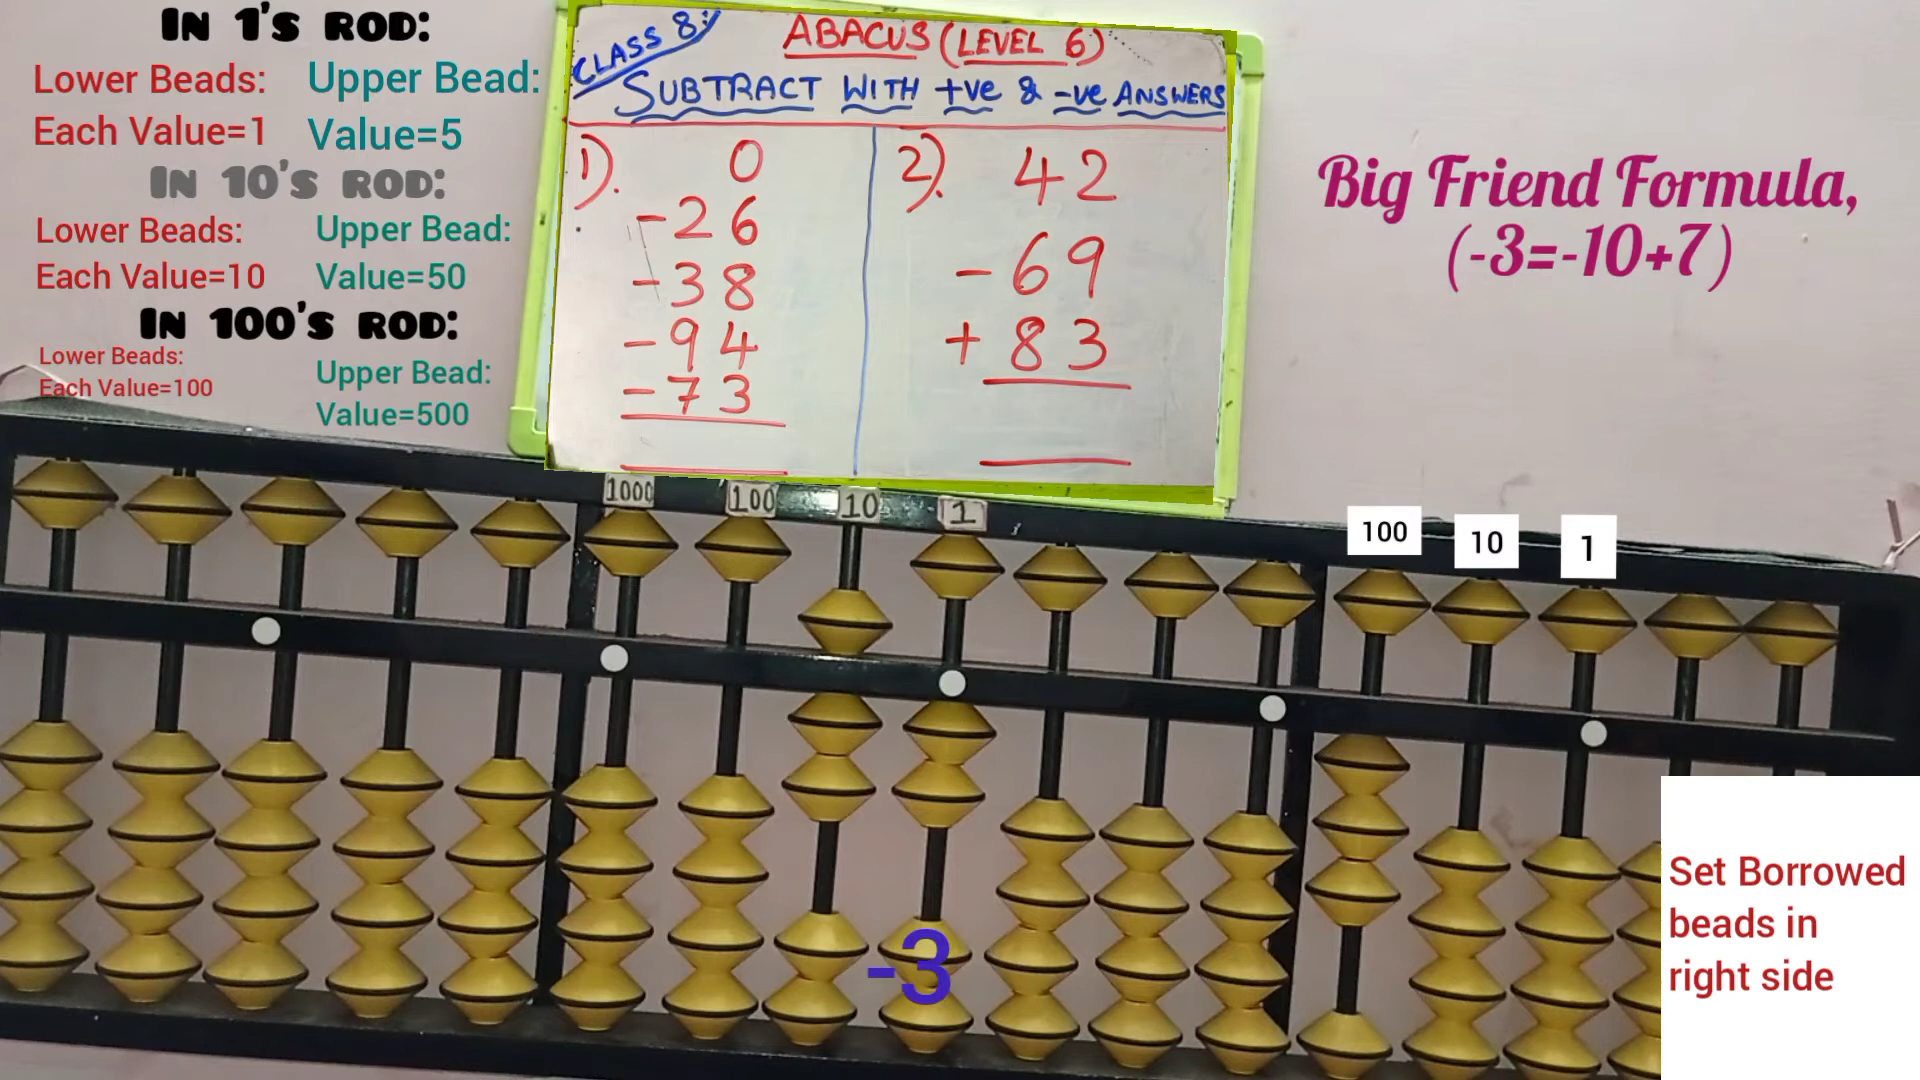 IN 1'S ROD:
Lower Beads: Upper Bead:
Each Value=1 Value=5
IN 10'S ROD:
Lower Beads: Upper Bead:
Each Value=10 Value=50
IN 100'S ROD:
Lower Beads: Upper Bead:
Each Value=100 Value=500
CLASS 8:
ABACUS (LEVEL 6)
SUBTRACT WITH +ve & -ve ANSWERS
1). 0
-26
-38
-94
-73
2). 42
-69
+83
Big Friend Formula,
(-3=-10+7)
1000 100 10 1
100 10 1
-3
Set Borrowed
beads in
right side